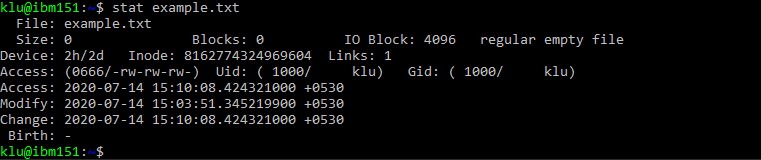 klu@ibm151:~$ stat example.txt
  File: example.txt
  Size: 0               Blocks: 0          IO Block: 4096   regular empty file
Device: 2h/2d   Inode: 8162774324969604  Links: 1
Access: (0666/-rw-rw-rw-)  Uid: ( 1000/     klu)   Gid: ( 1000/     klu)
Access: 2020-07-14 15:10:08.424321000 +0530
Modify: 2020-07-14 15:03:51.345219900 +0530
Change: 2020-07-14 15:10:08.424321000 +0530
 Birth: -
klu@ibm151:~$